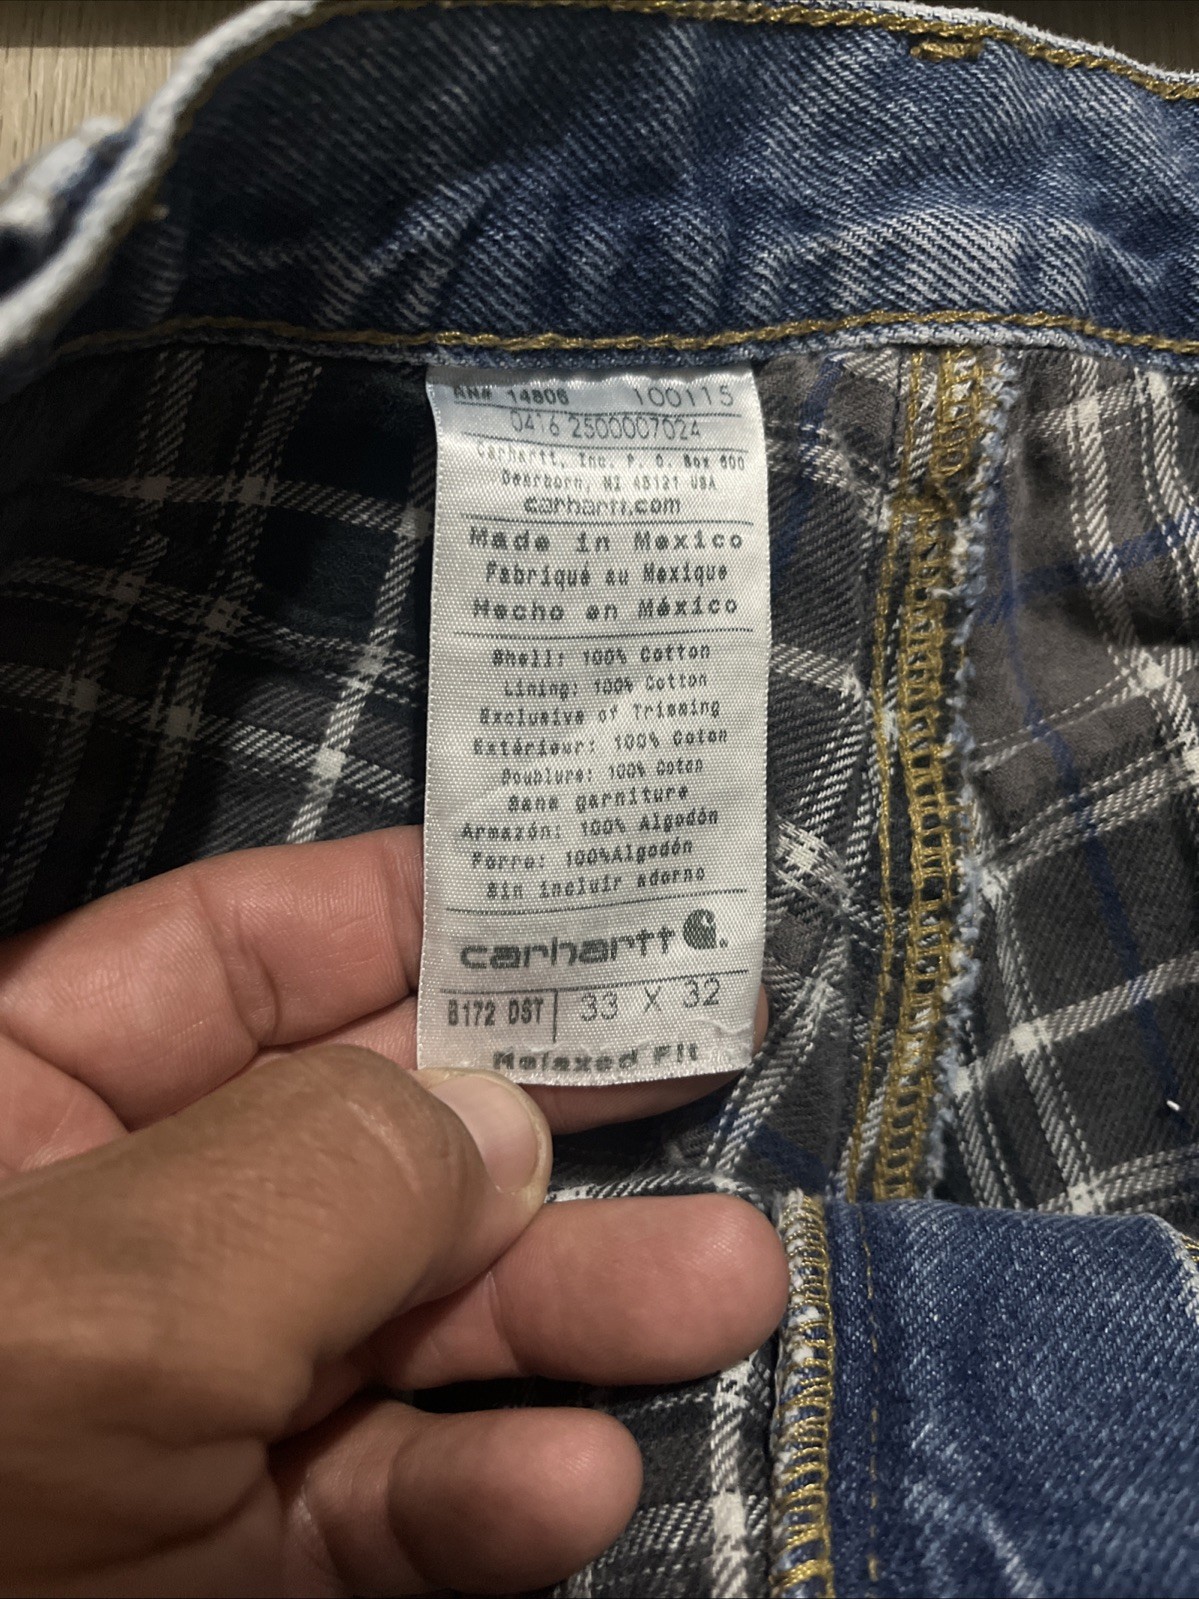 RN# 14806 100115
0416 2500007024
Carhartt, Inc. P. O. Box 600
Dearborn, MI 48121 USA
carhartt.com
Made in Mexico
Fabriqué au Mexique
Hecho en México
Shell: 100% Cotton
Lining: 100% Cotton
Exclusive of Trimming
Extérieur: 100% Coton
Doublure: 100% Coton
Sans garniture
Armazón: 100% Algodón
Forro: 100%Algodón
Sin incluir adorno
carhartt
B172 DST 33 X 32
Relaxed Fit